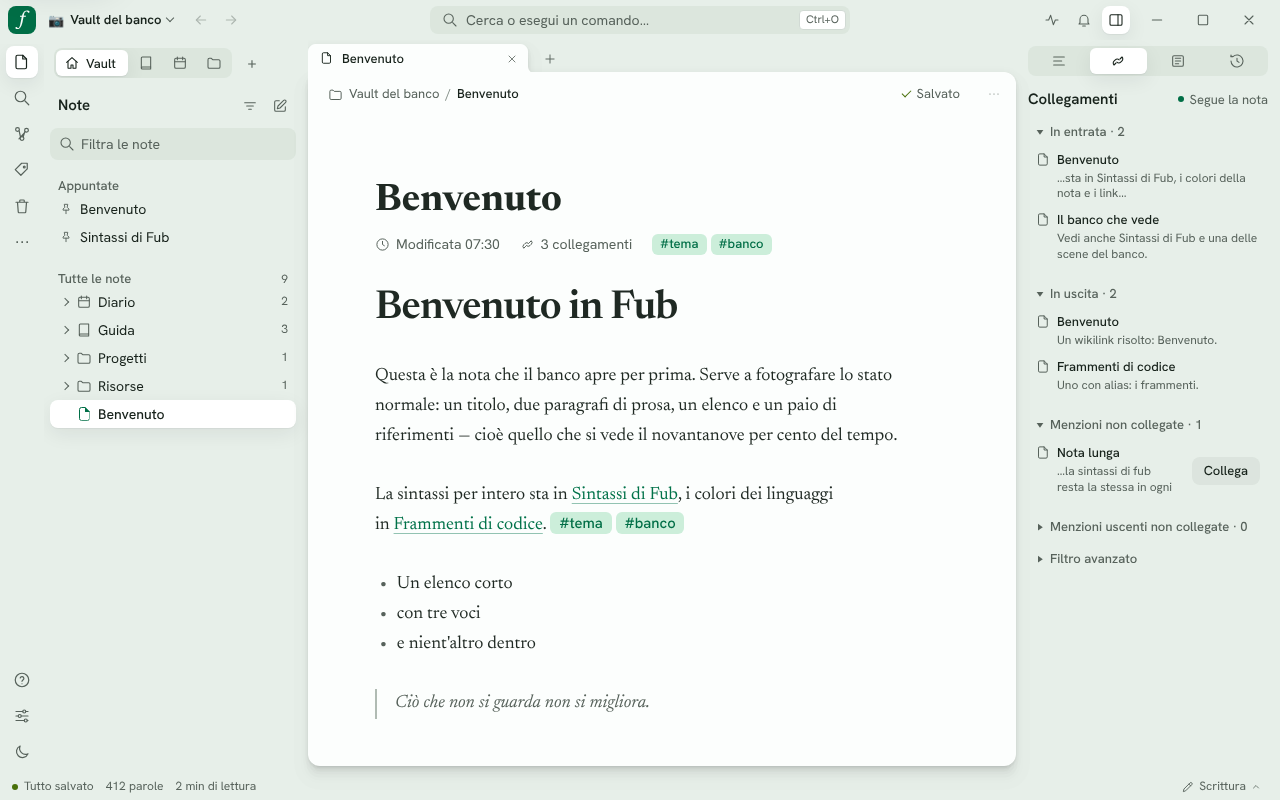 f
Vault del banco
Cerca o esegui un comando…
Ctrl+O
Vault
Note
Filtra le note
Appuntate
Benvenuto
Sintassi di Fub
Tutte le note 9
Diario 2
Guida 3
Progetti 1
Risorse 1
Benvenuto
Tutto salvato 412 parole 2 min di lettura
Benvenuto
Vault del banco / Benvenuto
Salvato
Benvenuto
Modificata 07:30 3 collegamenti #tema #banco
Benvenuto in Fub
Questa è la nota che il banco apre per prima. Serve a fotografare lo stato
normale: un titolo, due paragrafi di prosa, un elenco e un paio di
riferimenti — cioè quello che si vede il novantanove per cento del tempo.
La sintassi per intero sta in Sintassi di Fub, i colori dei linguaggi
in Frammenti di codice. #tema #banco
• Un elenco corto
• con tre voci
• e nient'altro dentro
Ciò che non si guarda non si migliora.
Collegamenti
Segue la nota
In entrata · 2
Benvenuto
…sta in Sintassi di Fub, i colori della
nota e i link…
Il banco che vede
Vedi anche Sintassi di Fub e una delle
scene del banco.
In uscita · 2
Benvenuto
Un wikilink risolto: Benvenuto.
Frammenti di codice
Uno con alias: i frammenti.
Menzioni non collegate · 1
Nota lunga
…la sintassi di fub
resta la stessa in ogni
Collega
Menzioni uscenti non collegate · 0
Filtro avanzato
Scrittura